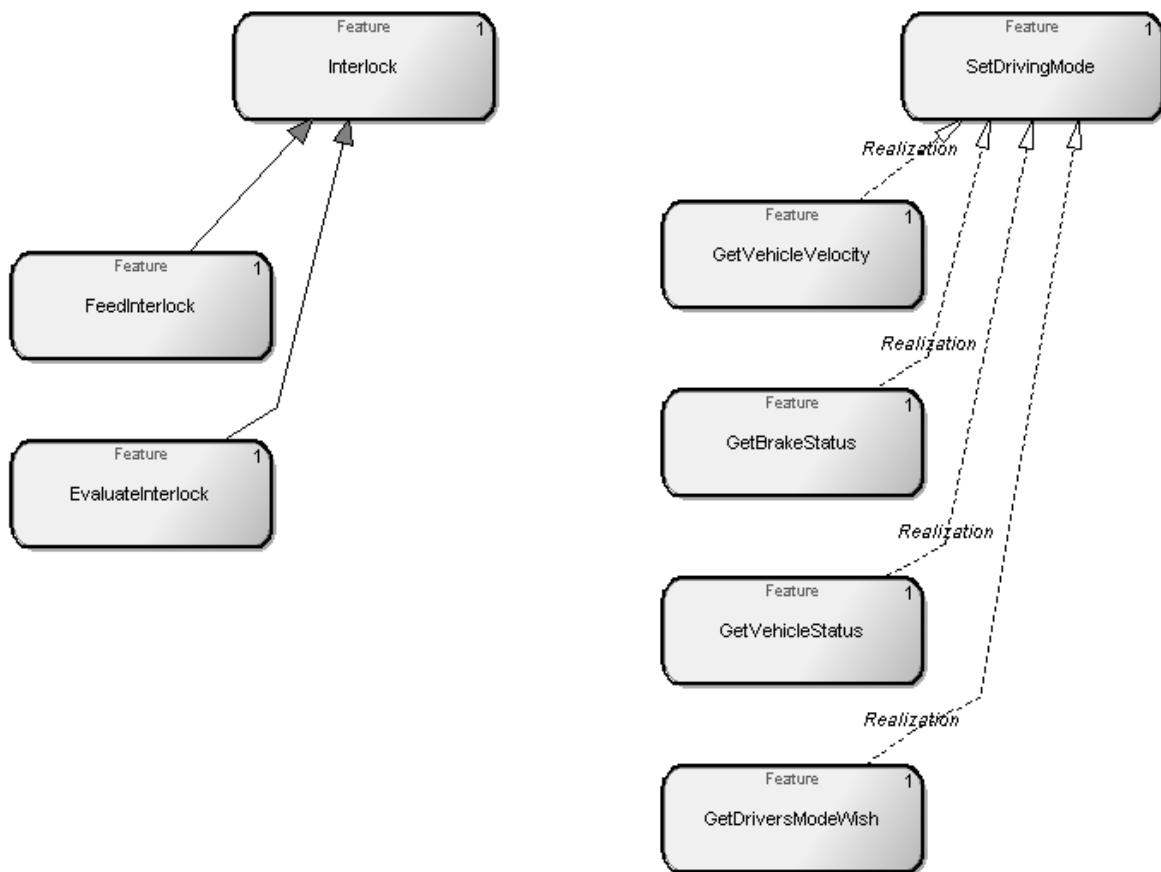 Feature 1
Interlock
Feature 1
FeedInterlock
Feature 1
EvaluateInterlock
Feature 1
SetDrivingMode
Realization
Feature 1
GetVehicleVelocity
Realization
Feature 1
GetBrakeStatus
Realization
Feature 1
GetVehicleStatus
Realization
Feature 1
GetDriversModeWish